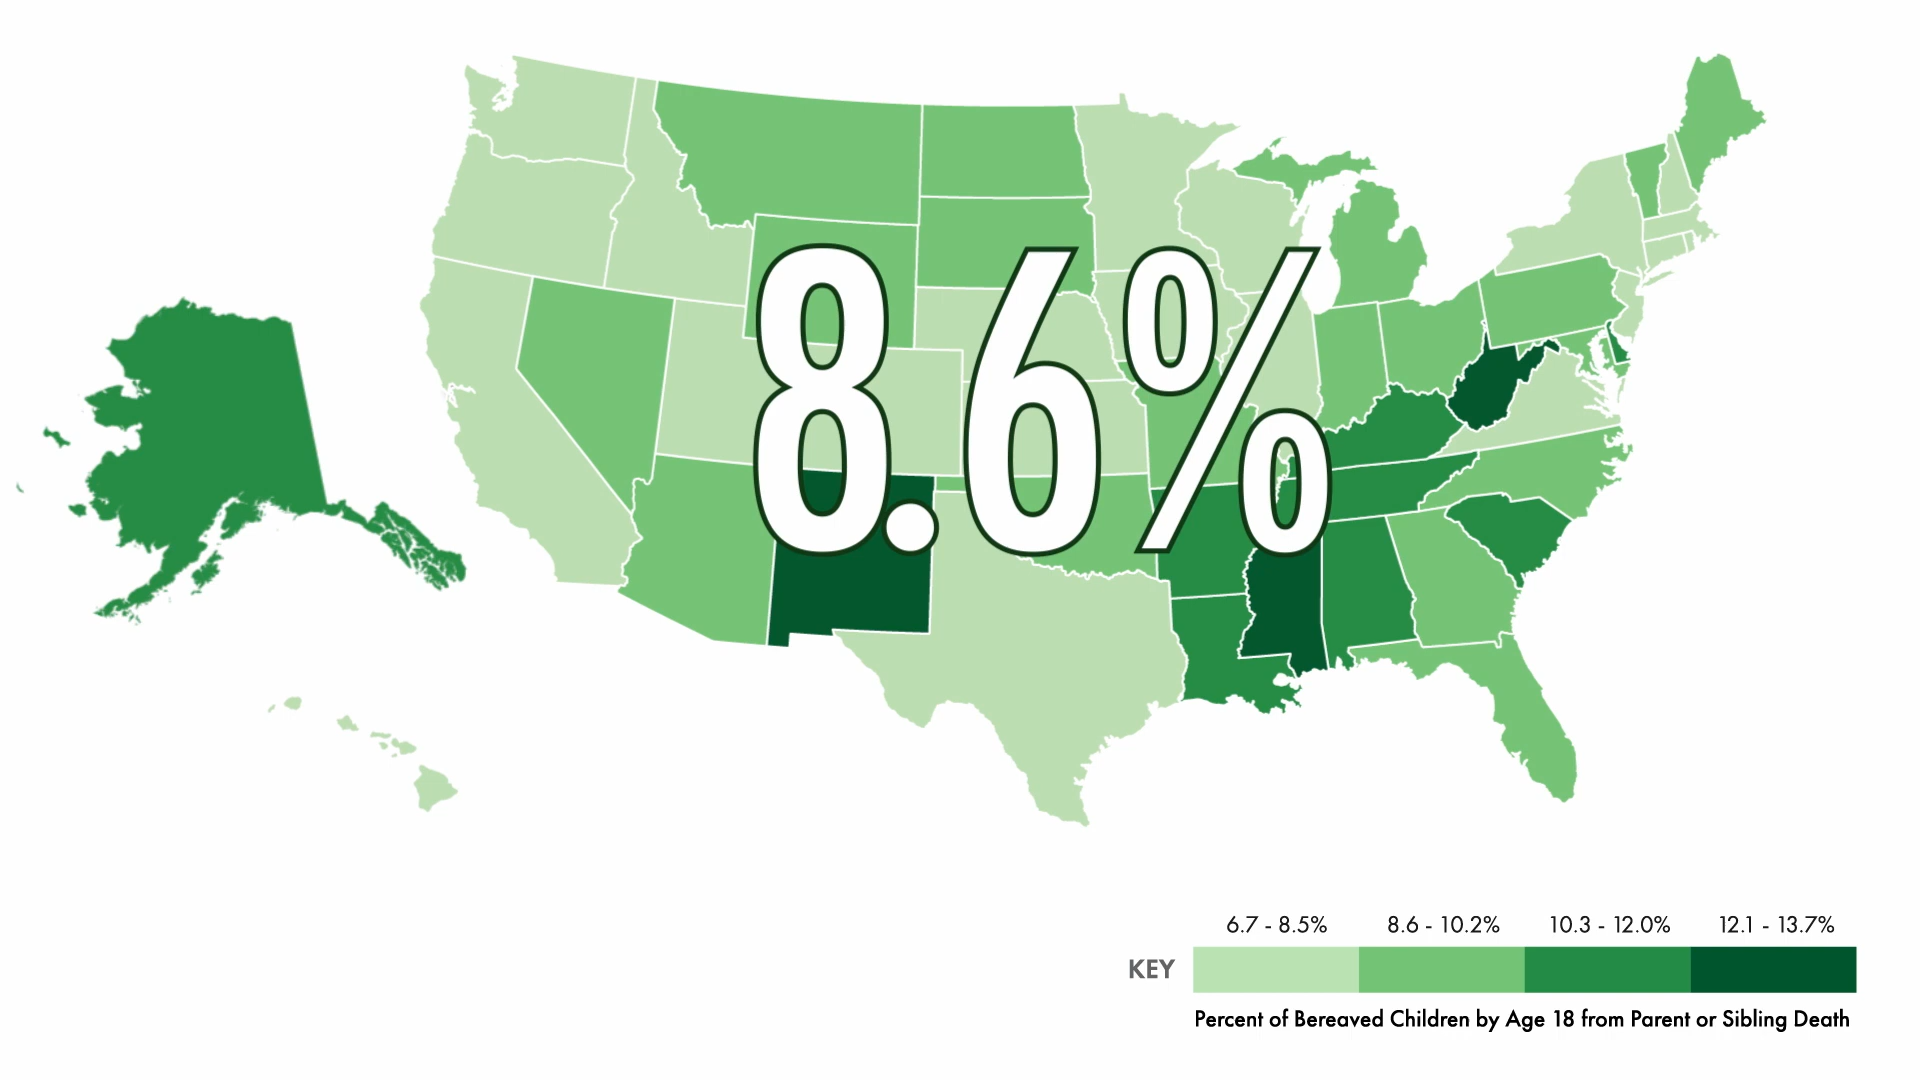 8.6%
6.7 - 8.5% 8.6 - 10.2% 10.3 - 12.0% 12.1 - 13.7%
KEY
Percent of Bereaved Children by Age 18 from Parent or Sibling Death